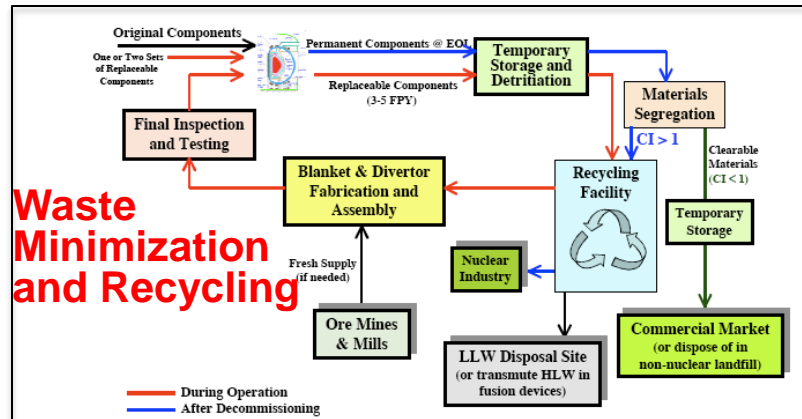 Original Components
One or Two Sets
of Replaceable
Components
Permanent Components @ EOL
Replaceable Components
(3-5 FPY)
Temporary
Storage and
Detritiation
Materials
Segregation
Final Inspection
and Testing
CI > 1
Clearable
Materials
(CI < 1)
Blanket & Divertor
Fabrication and
Assembly
Recycling
Facility
Temporary
Storage
Waste
Minimization
and Recycling
Fresh Supply
(if needed)
Nuclear
Industry
Ore Mines
& Mills
LLW Disposal Site
(or transmute HLW in
fusion devices)
Commercial Market
(or dispose of in
non-nuclear landfill)
During Operation
After Decommissioning